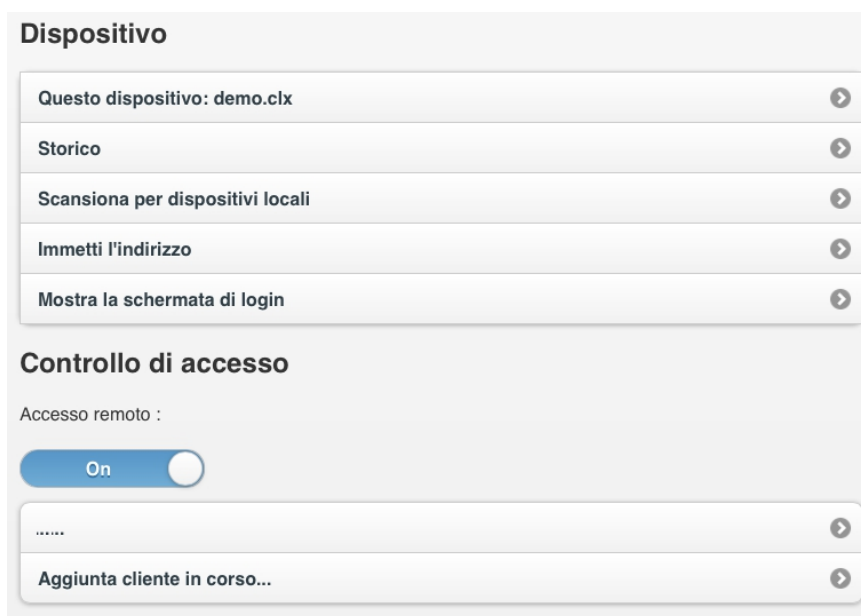 Dispositivo
Questo dispositivo: demo.clx
Storico
Scansiona per dispositivi locali
Immetti l'indirizzo
Mostra la schermata di login
Controllo di accesso
Accesso remoto :
On
......
Aggiunta cliente in corso...